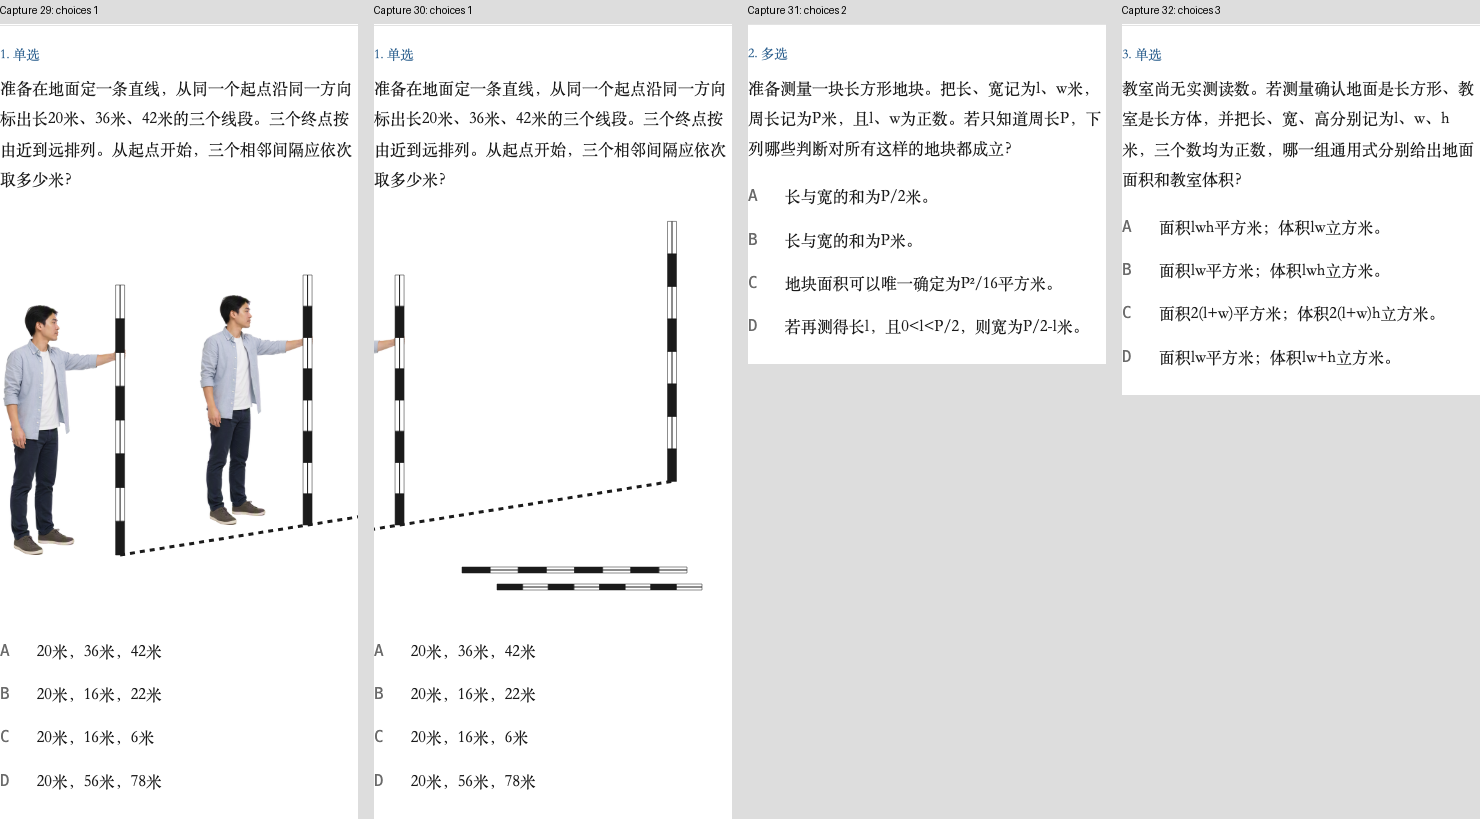 Capture 29: choices 1
1. 单选
准备在地面定一条直线，从同一个起点沿同一方向
标出长20米、36米、42米的三个线段。三个终点按
由近到远排列。从起点开始，三个相邻间隔应依次
取多少米？
A 20米，36米，42米
B 20米，16米，22米
C 20米，16米，6米
D 20米，56米，78米
Capture 30: choices 1
1. 单选
准备在地面定一条直线，从同一个起点沿同一方向
标出长20米、36米、42米的三个线段。三个终点按
由近到远排列。从起点开始，三个相邻间隔应依次
取多少米？
A 20米，36米，42米
B 20米，16米，22米
C 20米，16米，6米
D 20米，56米，78米
Capture 31: choices 2
2. 多选
准备测量一块长方形地块。把长、宽记为l、w米，
周长记为P米，且l、w为正数。若只知道周长P，下
列哪些判断对所有这样的地块都成立？
A 长与宽的和为P/2米。
B 长与宽的和为P米。
C 地块面积可以唯一确定为P²/16平方米。
D 若再测得长l，且0<l<P/2，则宽为P/2-l米。
Capture 32: choices 3
3. 单选
教室尚无实测读数。若测量确认地面是长方形、教
室是长方体，并把长、宽、高分别记为l、w、h
米，三个数均为正数，哪一组通用式分别给出地面
面积和教室体积？
A 面积lwh平方米；体积lw立方米。
B 面积lw平方米；体积lwh立方米。
C 面积2(l+w)平方米；体积2(l+w)h立方米。
D 面积lw平方米；体积lw+h立方米。